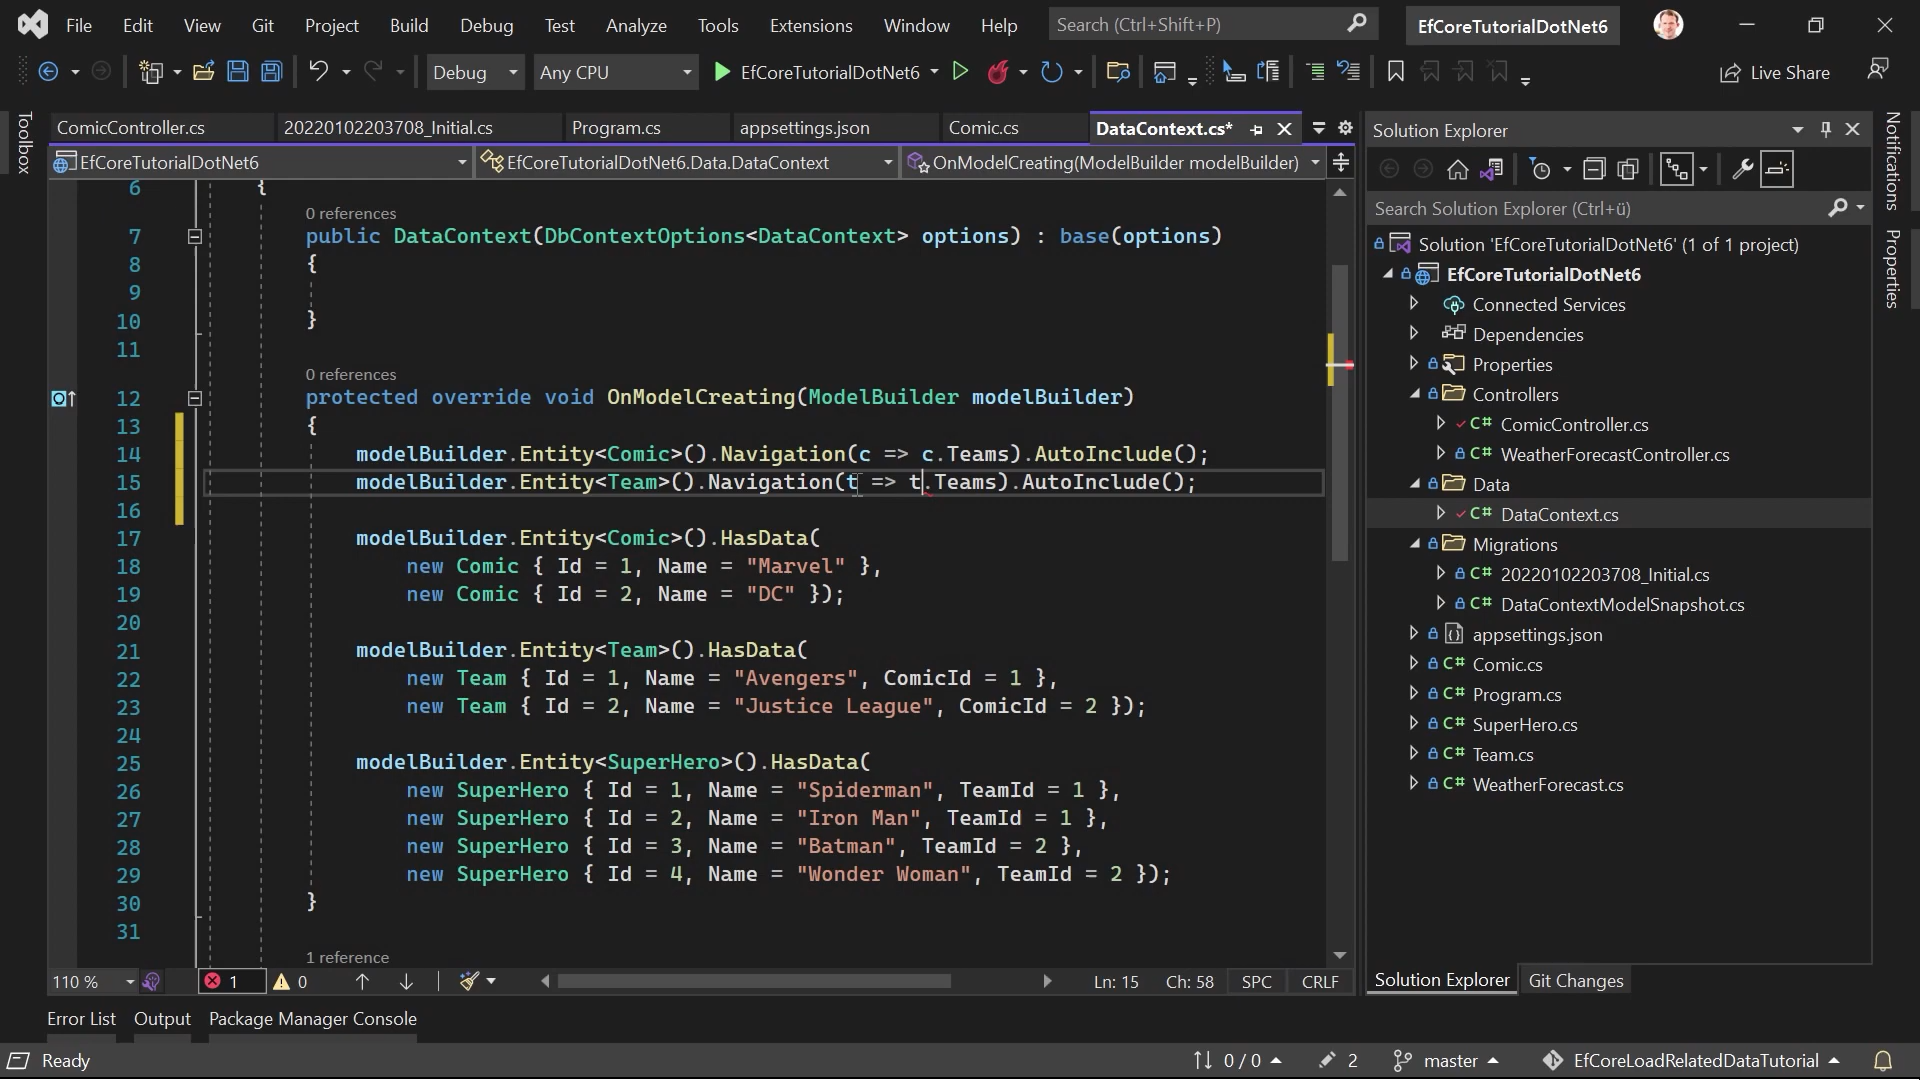 File Edit View Git Project Build Debug Test Analyze Tools Extensions Window Help Search (Ctrl+Shift+P) EfCoreTutorialDotNet6
Debug Any CPU EfCoreTutorialDotNet6 Live Share
Toolbox
ComicController.cs 20220102203708_Initial.cs Program.cs appsettings.json Comic.cs DataContext.cs*
EfCoreTutorialDotNet6 EfCoreTutorialDotNet6.Data.DataContext OnModelCreating(ModelBuilder modelBuilder)
6 {
0 references
7 public DataContext(DbContextOptions<DataContext> options) : base(options)
8 {
9
10 }
11
0 references
12 protected override void OnModelCreating(ModelBuilder modelBuilder)
13 {
14 modelBuilder.Entity<Comic>().Navigation(c => c.Teams).AutoInclude();
15 modelBuilder.Entity<Team>().Navigation(t => t.Teams).AutoInclude();
16
17 modelBuilder.Entity<Comic>().HasData(
18 new Comic { Id = 1, Name = "Marvel" },
19 new Comic { Id = 2, Name = "DC" });
20
21 modelBuilder.Entity<Team>().HasData(
22 new Team { Id = 1, Name = "Avengers", ComicId = 1 },
23 new Team { Id = 2, Name = "Justice League", ComicId = 2 });
24
25 modelBuilder.Entity<SuperHero>().HasData(
26 new SuperHero { Id = 1, Name = "Spiderman", TeamId = 1 },
27 new SuperHero { Id = 2, Name = "Iron Man", TeamId = 1 },
28 new SuperHero { Id = 3, Name = "Batman", TeamId = 2 },
29 new SuperHero { Id = 4, Name = "Wonder Woman", TeamId = 2 });
30 }
31
1 reference
110 % 1 0 Ln: 15 Ch: 58 SPC CRLF
Solution Explorer
Search Solution Explorer (Ctrl+ü)
Solution 'EfCoreTutorialDotNet6' (1 of 1 project)
EfCoreTutorialDotNet6
Connected Services
Dependencies
Properties
Controllers
C# ComicController.cs
C# WeatherForecastController.cs
Data
C# DataContext.cs
Migrations
C# 20220102203708_Initial.cs
C# DataContextModelSnapshot.cs
appsettings.json
C# Comic.cs
C# Program.cs
C# SuperHero.cs
C# Team.cs
C# WeatherForecast.cs
Solution Explorer Git Changes
Notifications
Properties
Error List Output Package Manager Console
Ready 0 / 0 2 master EfCoreLoadRelatedDataTutorial